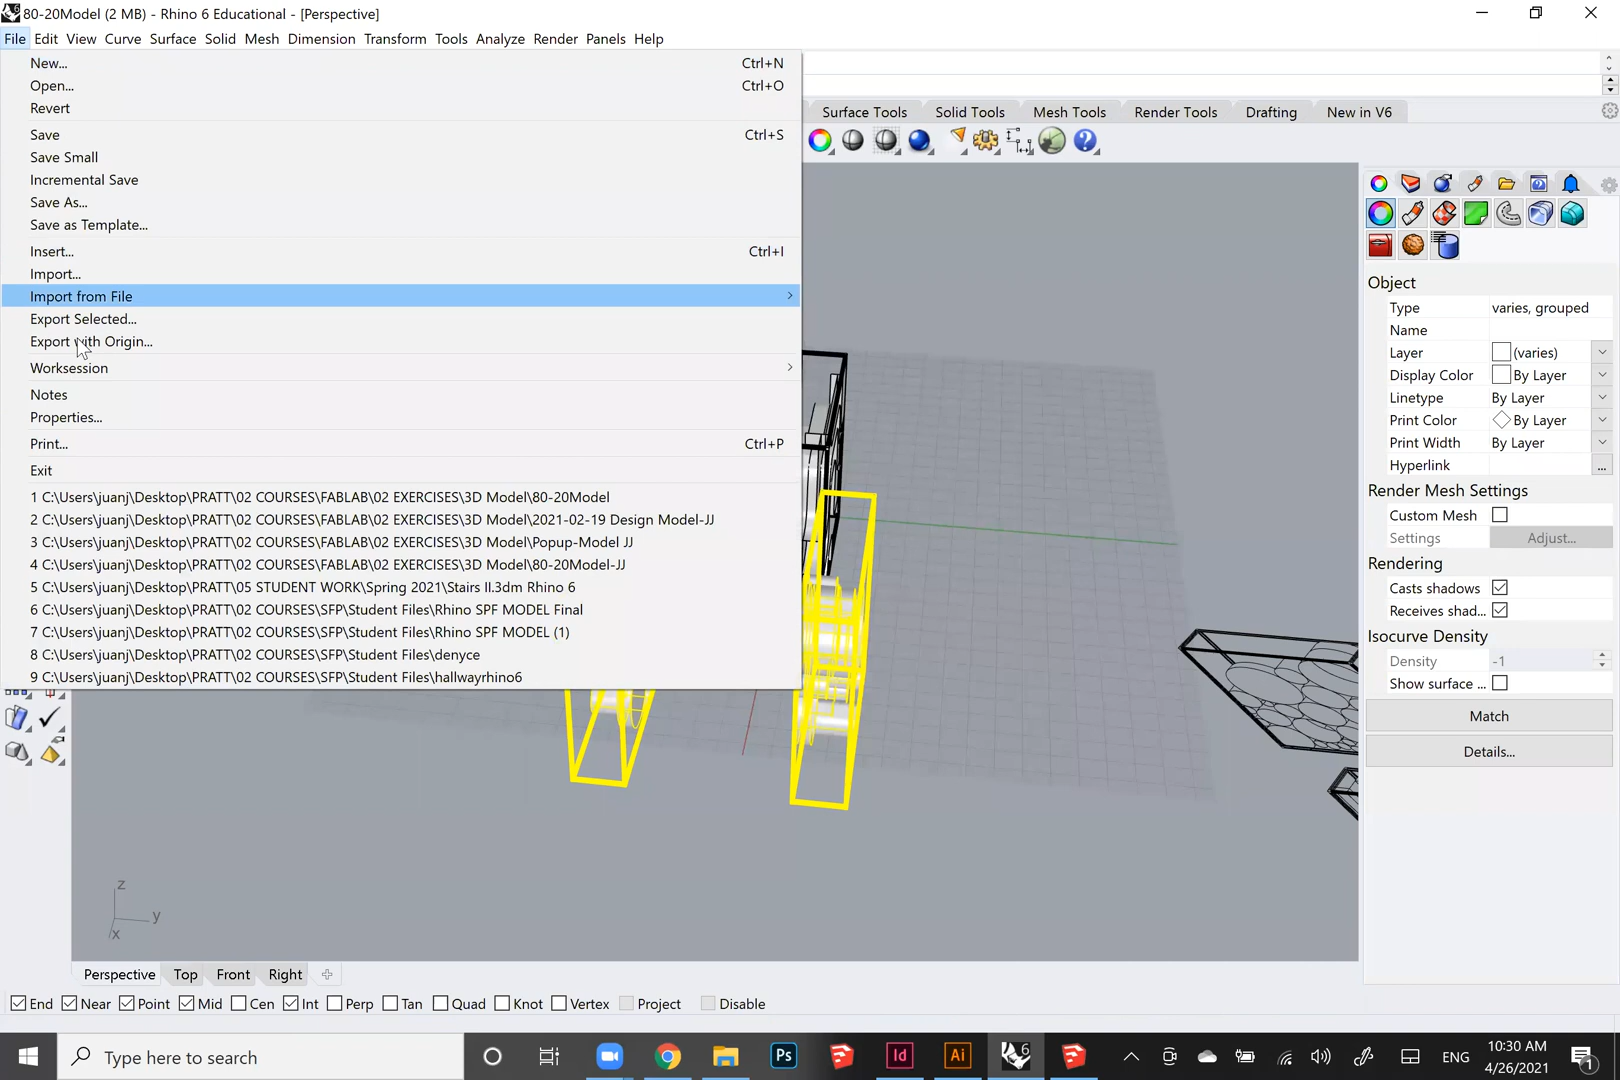 80-20Model (2 MB) - Rhino 6 Educational - [Perspective]
File Edit View Curve Surface Solid Mesh Dimension Transform Tools Analyze Render Panels Help
New... Ctrl+N
Open... Ctrl+O
Revert
Save Ctrl+S
Save Small
Incremental Save
Save As...
Save as Template...
Insert... Ctrl+I
Import...
Import from File
Export Selected...
Export with Origin...
Worksession
Notes
Properties...
Print... Ctrl+P
Exit
1 C:\Users\juanj\Desktop\PRATT\02 COURSES\FABLAB\02 EXERCISES\3D Model\80-20Model
2 C:\Users\juanj\Desktop\PRATT\02 COURSES\FABLAB\02 EXERCISES\3D Model\2021-02-19 Design Model-JJ
3 C:\Users\juanj\Desktop\PRATT\02 COURSES\FABLAB\02 EXERCISES\3D Model\Popup-Model JJ
4 C:\Users\juanj\Desktop\PRATT\02 COURSES\FABLAB\02 EXERCISES\3D Model\80-20Model-JJ
5 C:\Users\juanj\Desktop\PRATT\05 STUDENT WORK\Spring 2021\Stairs II.3dm Rhino 6
6 C:\Users\juanj\Desktop\PRATT\02 COURSES\SFP\Student Files\Rhino SPF MODEL Final
7 C:\Users\juanj\Desktop\PRATT\02 COURSES\SFP\Student Files\Rhino SPF MODEL (1)
8 C:\Users\juanj\Desktop\PRATT\02 COURSES\SFP\Student Files\denyce
9 C:\Users\juanj\Desktop\PRATT\02 COURSES\SFP\Student Files\hallwayrhino6
Surface Tools Solid Tools Mesh Tools Render Tools Drafting New in V6
Object
Type varies, grouped
Name
Layer (varies)
Display Color By Layer
Linetype By Layer
Print Color By Layer
Print Width By Layer
Hyperlink ...
Render Mesh Settings
Custom Mesh
Settings Adjust...
Rendering
Casts shadows
Receives shad...
Isocurve Density
Density -1
Show surface ...
Match
Details...
z
y
x
Perspective Top Front Right
End Near Point Mid Cen Int Perp Tan Quad Knot Vertex Project Disable
Type here to search
Ps
Id
Ai
6
ENG
10:30 AM
4/26/2021
1